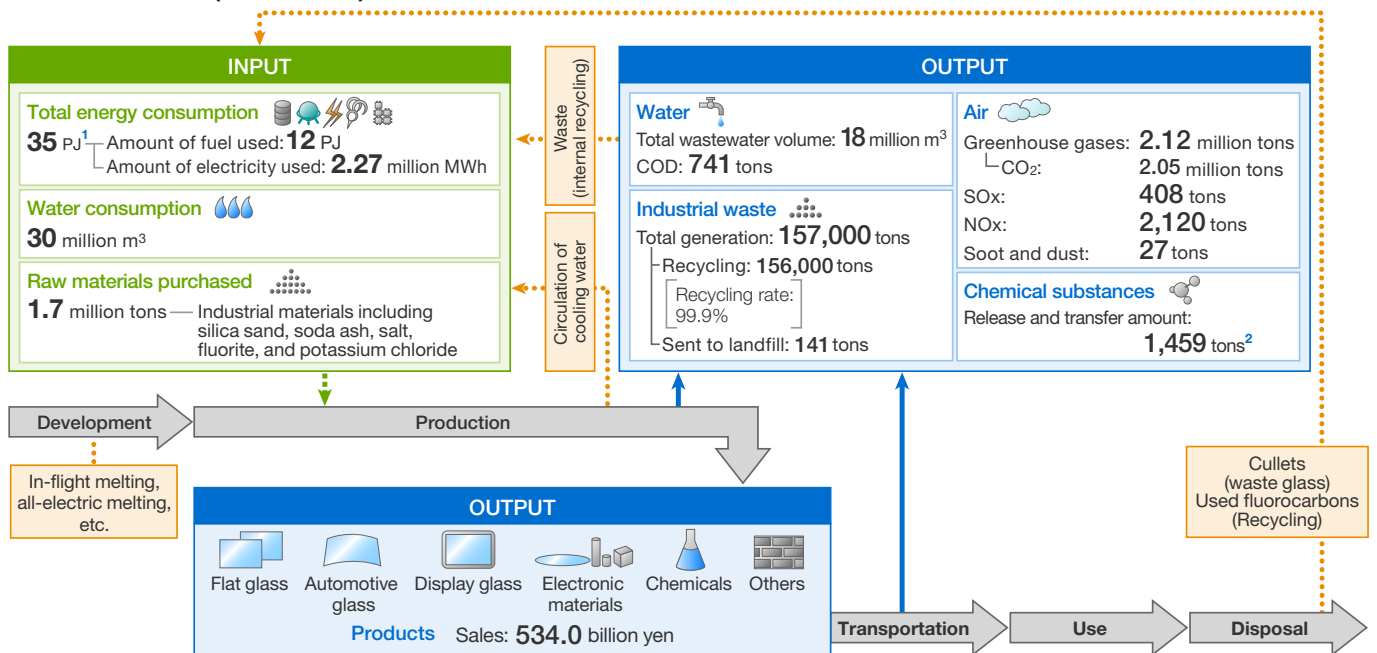 INPUT
Total energy consumption
35 PJ1
Amount of fuel used: 12 PJ
Amount of electricity used: 2.27 million MWh
Water consumption
30 million m3
Raw materials purchased
1.7 million tons
Industrial materials including
silica sand, soda ash, salt,
fluorite, and potassium chloride
Waste
(internal recycling)
Circulation of
cooling water
OUTPUT
Water
Total wastewater volume: 18 million m3
COD: 741 tons
Industrial waste
Total generation: 157,000 tons
Recycling: 156,000 tons
Recycling rate:
99.9%
Sent to landfill: 141 tons
Air
Greenhouse gases: 2.12 million tons
CO2: 2.05 million tons
SOx: 408 tons
NOx: 2,120 tons
Soot and dust: 27 tons
Chemical substances
Release and transfer amount:
1,459 tons2
Development
Production
In-flight melting,
all-electric melting,
etc.
OUTPUT
Flat glass
Automotive
glass
Display glass
Electronic
materials
Chemicals
Others
Products Sales: 534.0 billion yen
Cullets
(waste glass)
Used fluorocarbons
(Recycling)
Transportation
Use
Disposal